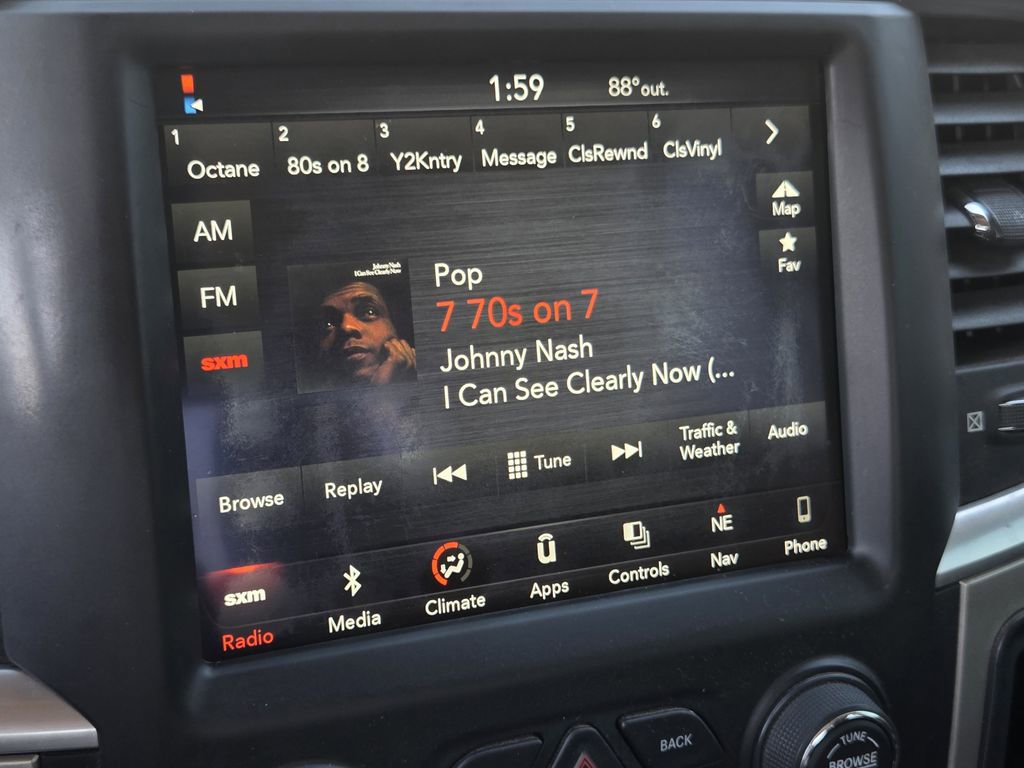 1:59 88° out.
1 2 3 4 5 6
Octane 80s on 8 Y2Kntry Message ClsRewnd ClsVinyl
Map
AM
Fav
FM
Johnny Nash
I Can See Clearly Now
Pop
7 70s on 7
sxm
Johnny Nash
I Can See Clearly Now (...
Browse Replay Tune Traffic & Weather Audio
NE
sxm
Radio Media Climate Apps Controls Nav Phone
BACK
TUNE
BROWSE